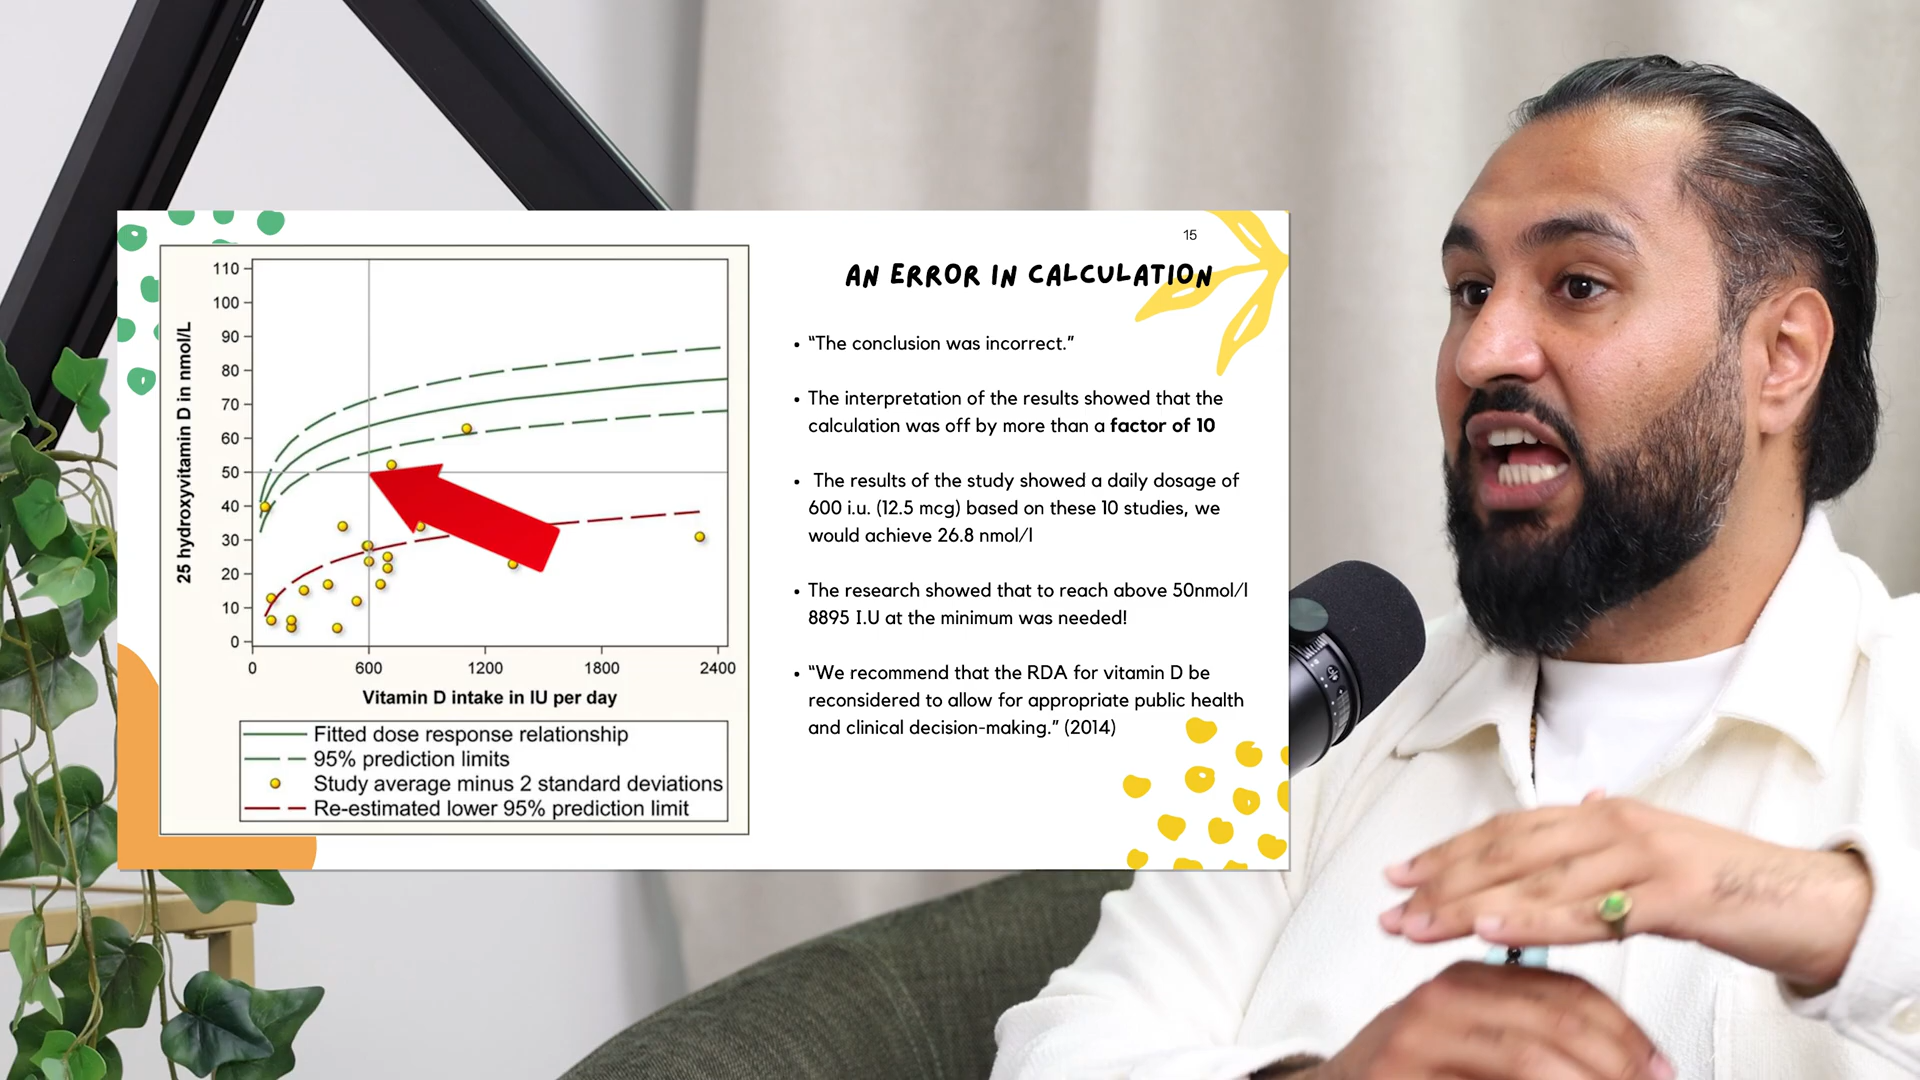 15
AN ERROR IN CALCULATION
• “The conclusion was incorrect.”
• The interpretation of the results showed that the
calculation was off by more than a factor of 10
• The results of the study showed a daily dosage of
600 i.u. (12.5 mcg) based on these 10 studies, we
would achieve 26.8 nmol/l
• The research showed that to reach above 50nmol/l
8895 I.U at the minimum was needed!
• “We recommend that the RDA for vitamin D be
reconsidered to allow for appropriate public health
and clinical decision-making.” (2014)
25 hydroxyvitamin D in nmol/L
110
100
90
80
70
60
50
40
30
20
10
0
0 600 1200 1800 2400
Vitamin D intake in IU per day
Fitted dose response relationship
95% prediction limits
Study average minus 2 standard deviations
Re-estimated lower 95% prediction limit